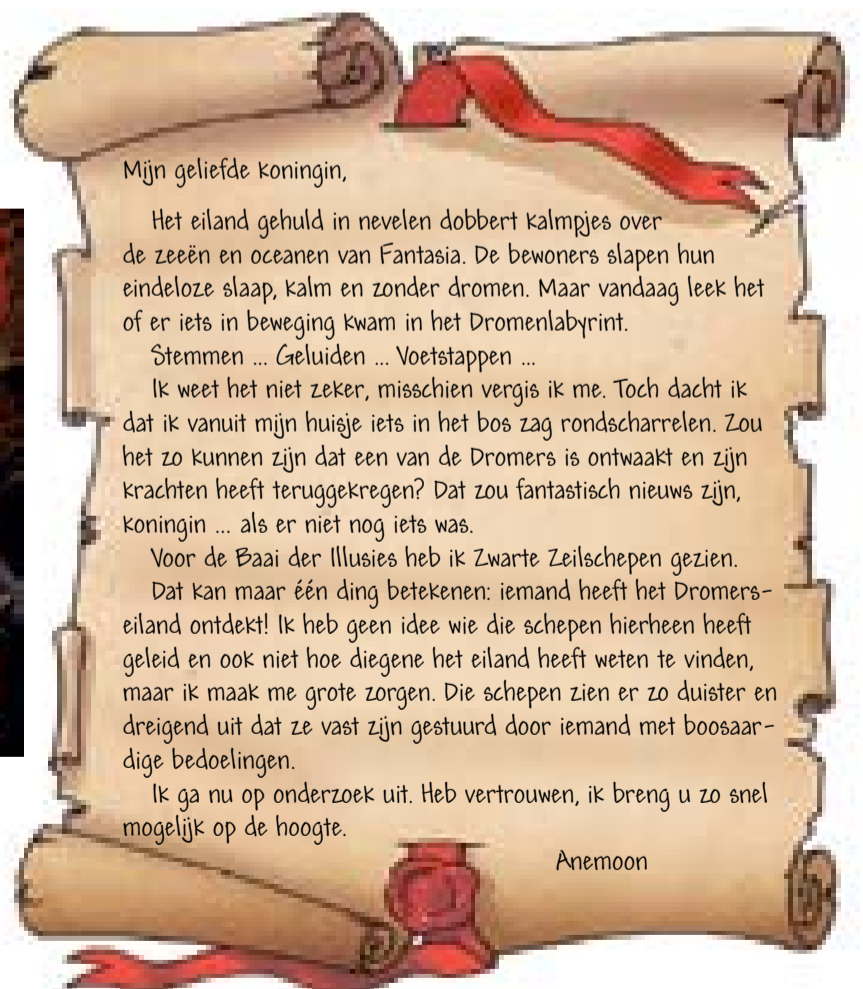 Mijn geliefde koningin,
Het eiland gehuld in nevelen dobbert kalmpjes over
de zeeën en oceanen van Fantasia. De bewoners slapen hun
eindeloze slaap, kalm en zonder dromen. Maar vandaag leek het
of er iets in beweging kwam in het Dromenlabyrint.
Stemmen ... Geluiden ... Voetstappen ...
Ik weet het niet zeker, misschien vergis ik me. Toch dacht ik
dat ik vanuit mijn huisje iets in het bos zag rondscharrelen. Zou
het zo kunnen zijn dat een van de Dromers is ontwaakt en zijn
krachten heeft teruggekregen? Dat zou fantastisch nieuws zijn,
koningin ... als er niet nog iets was.
Voor de Baai der Illusies heb ik Zwarte Zeilschepen gezien.
Dat kan maar één ding betekenen: iemand heeft het Dromers-
eiland ontdekt! Ik heb geen idee wie die schepen hierheen heeft
geleid en ook niet hoe diegene het eiland heeft weten te vinden,
maar ik maak me grote zorgen. Die schepen zien er zo duister en
dreigend uit dat ze vast zijn gestuurd door iemand met boosaar-
dige bedoelingen.
Ik ga nu op onderzoek uit. Heb vertrouwen, ik breng u zo snel
mogelijk op de hoogte.
Anemoon